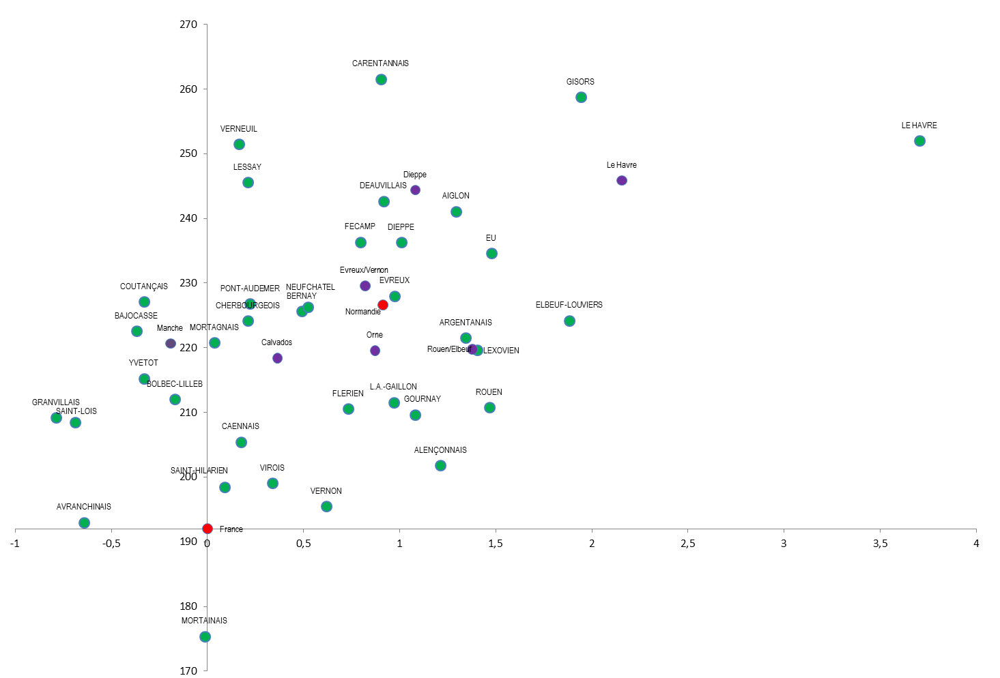 270
CARENTANNAIS
GISORS
260
LE HAVRE
VERNEUIL
250
Le Havre
LESSAY
Dieppe
DEAUVILLAIS
AIGLON
240
FECAMP
DIEPPE
EU
Evreux/Vernon
EVREUX
230
COUTANÇAIS
PONT-AUDEMER
NEUFCHATEL
BERNAY
CHERBOURGEOIS
ELBEUF-LOUVIERS
Normandie
BAJOCASSE
Manche
MORTAGNAIS
ARGENTANAIS
Orne
Calvados
220
Rouen/Elbeuf
LEXOVIEN
YVETOT
BOLBEC-LILLEB
L.A.-GAILLON
FLERIEN
GOURNAY
ROUEN
GRANVILLAIS
SAINT-LOIS
210
CAENNAIS
ALENÇONNAIS
SAINT-HILARIEN
VIROIS
200
VERNON
AVRANCHINAIS
France
190
-1
-0,5
0
0,5
1
1,5
2
2,5
3
3,5
4
180
MORTAINAIS
170